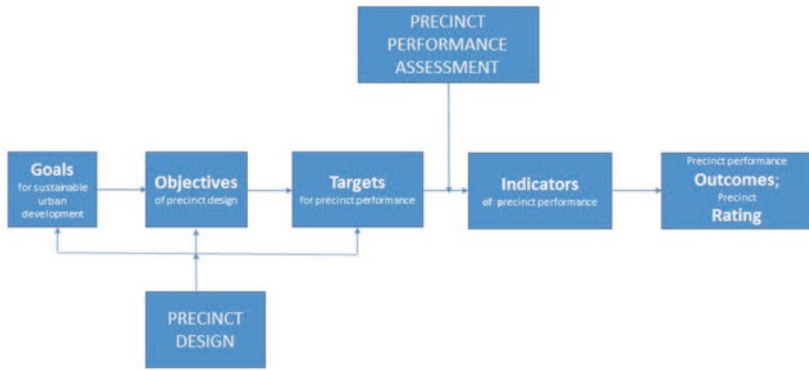 PRECINCT
PERFORMANCE
ASSESSMENT
Goals
for sustainable
urban
development
Objectives
of precinct design
Targets
for precinct performance
Indicators
of precinct performance
Precinct performance
Outcomes;
Precinct
Rating
PRECINCT
DESIGN